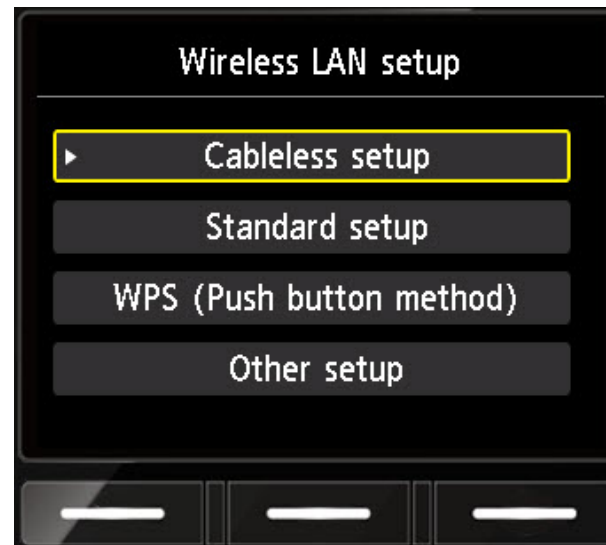 Wireless LAN setup
Cableless setup
Standard setup
WPS (Push button method)
Other setup